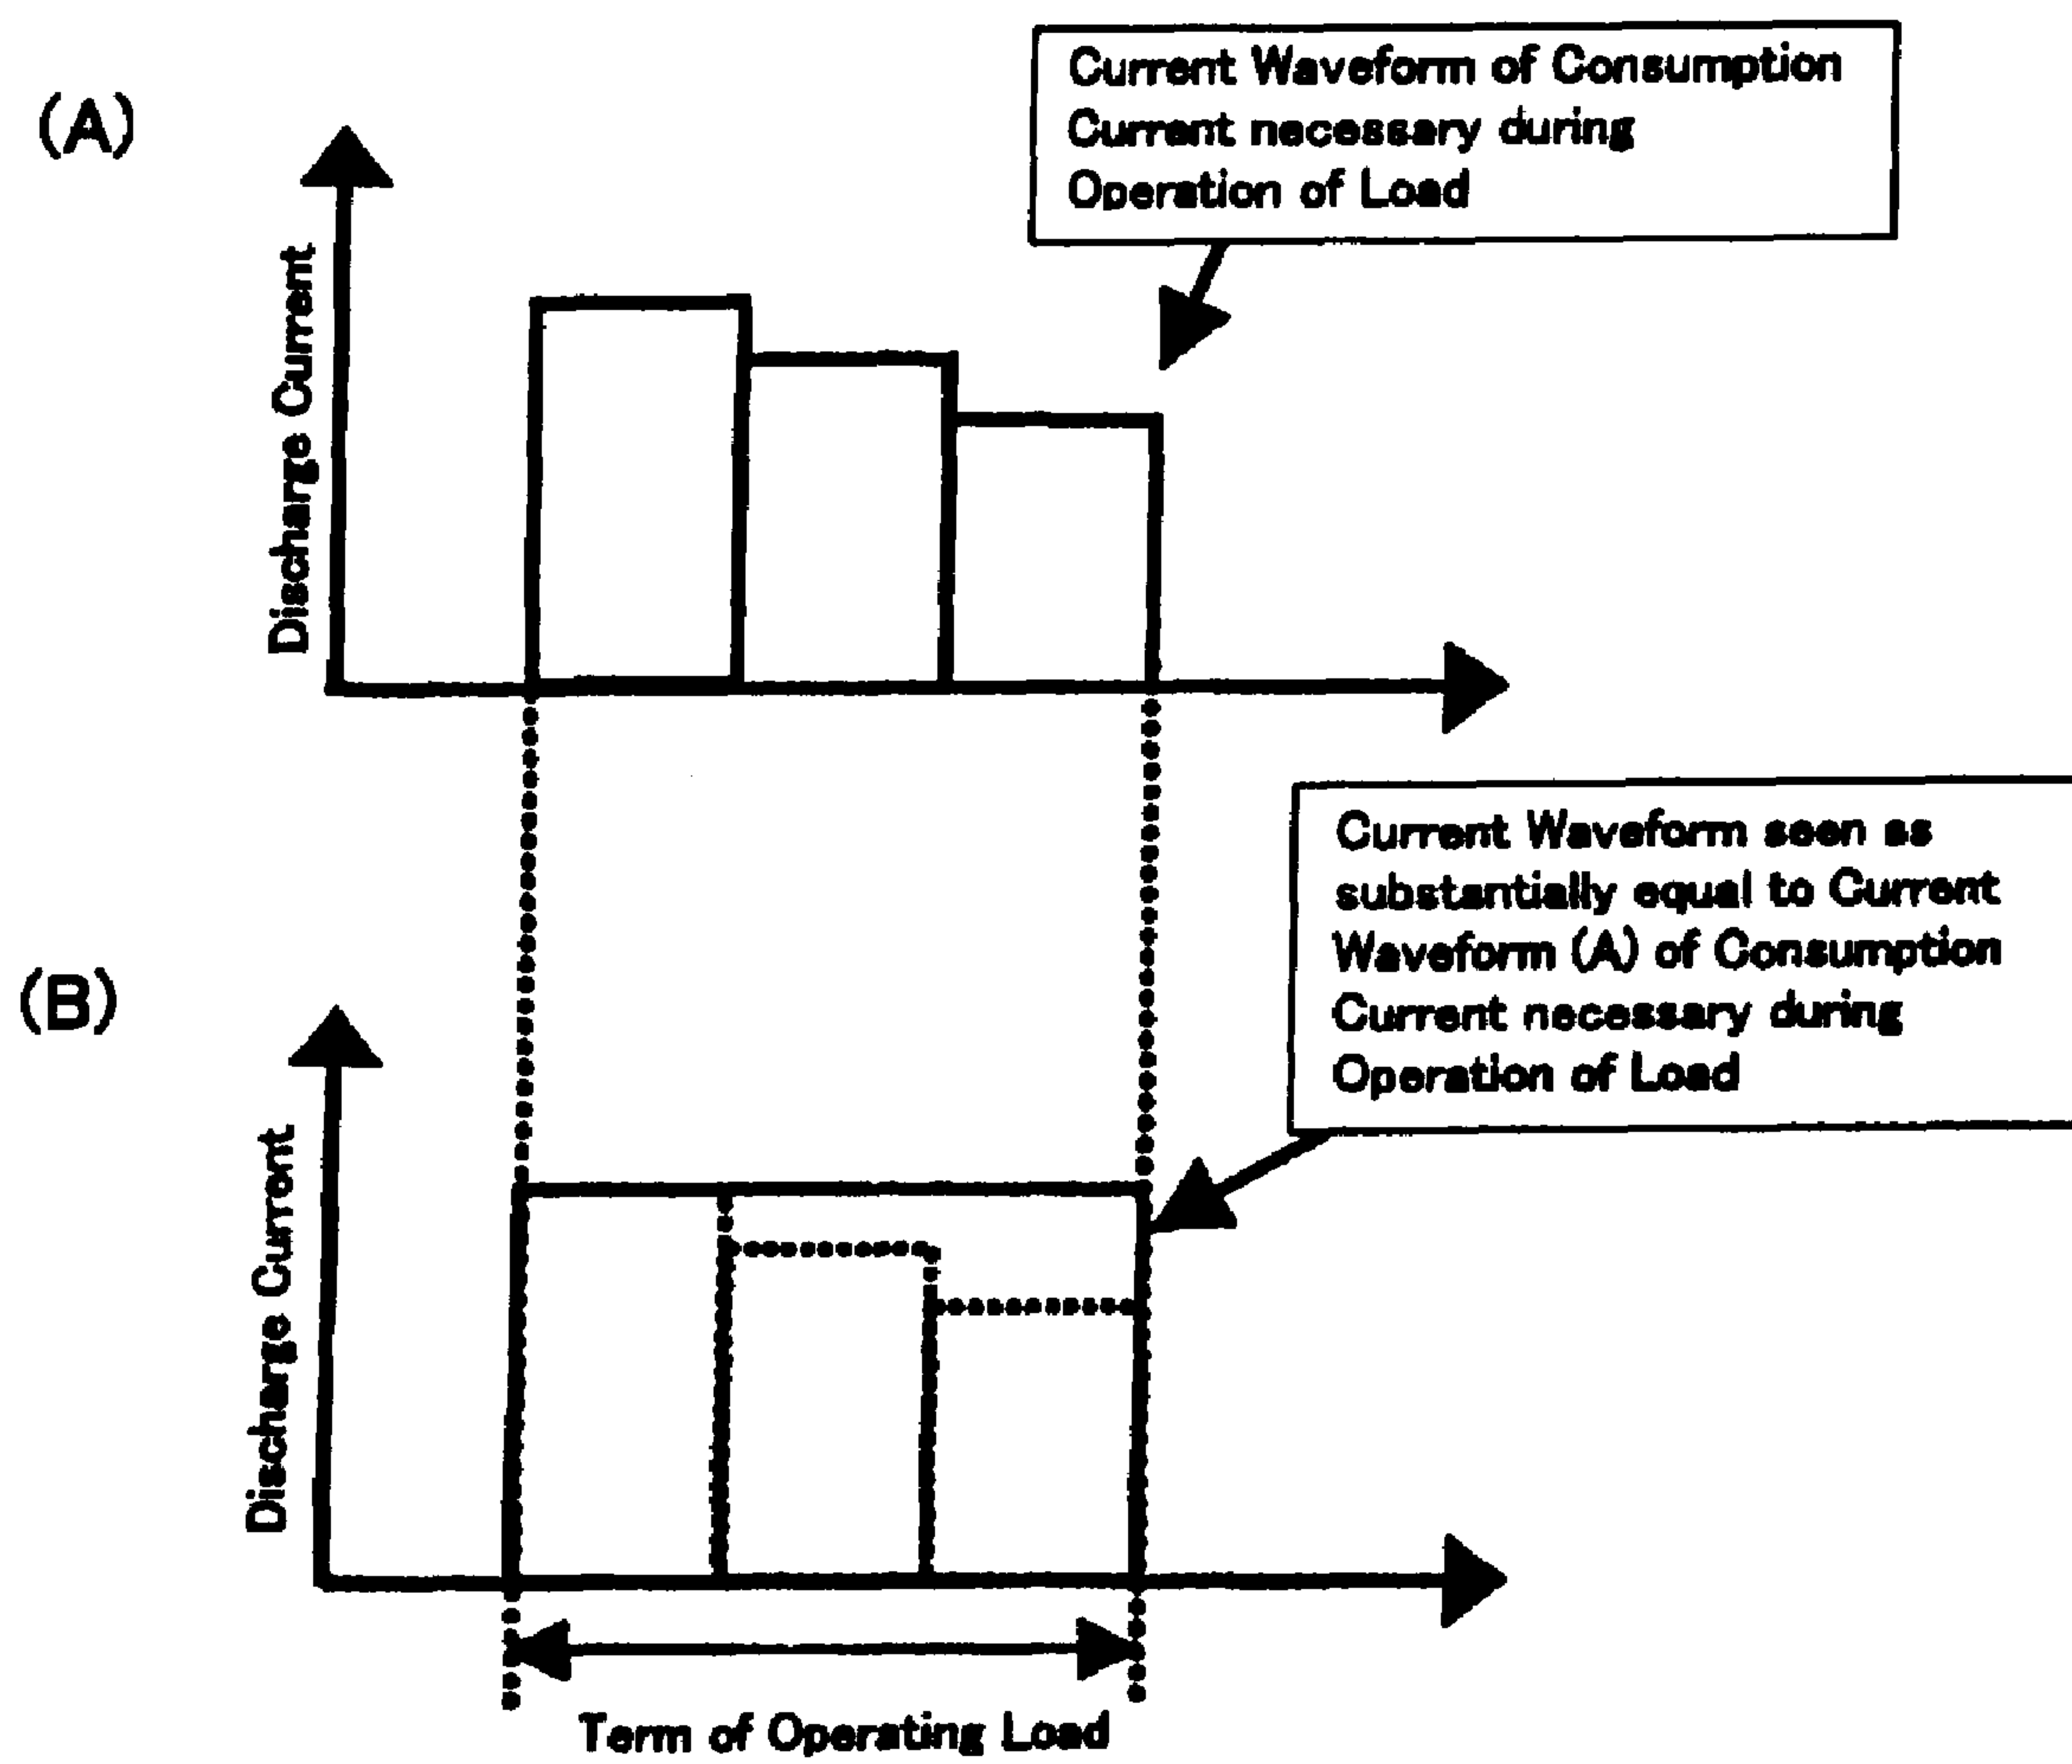 (A)
Current Waveform of Consumption
Current necessary during
Operation of Load
Discharge Current
Current Waveform seen as
substantially equal to Current
Waveform (A) of Consumption
Current necessary during
Operation of Load
(B)
Discharge Current
Term of Operating Load